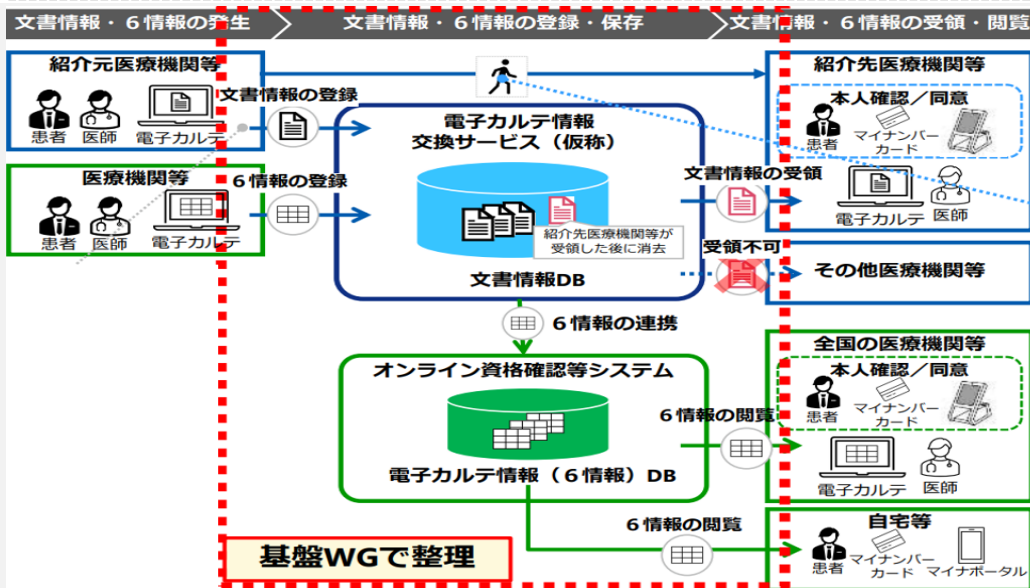 文書情報・６情報の発生
文書情報・６情報の登録・保存
文書情報・６情報の受領・閲覧
紹介元医療機関等
患者
医師
電子カルテ
文書情報の登録
医療機関等
患者
医師
電子カルテ
６情報の登録
電子カルテ情報
交換サービス（仮称）
紹介先医療機関等が
受領した後に消去
文書情報DB
６情報の連携
オンライン資格確認等システム
電子カルテ情報（６情報）DB
基盤WGで整理
文書情報の受領
受領不可
６情報の閲覧
６情報の閲覧
紹介先医療機関等
本人確認／同意
患者
マイナンバー
カード
電子カルテ
医師
その他医療機関等
全国の医療機関等
本人確認／同意
患者
マイナンバー
カード
電子カルテ
医師
自宅等
患者
マイナンバー
カード
マイナポータル